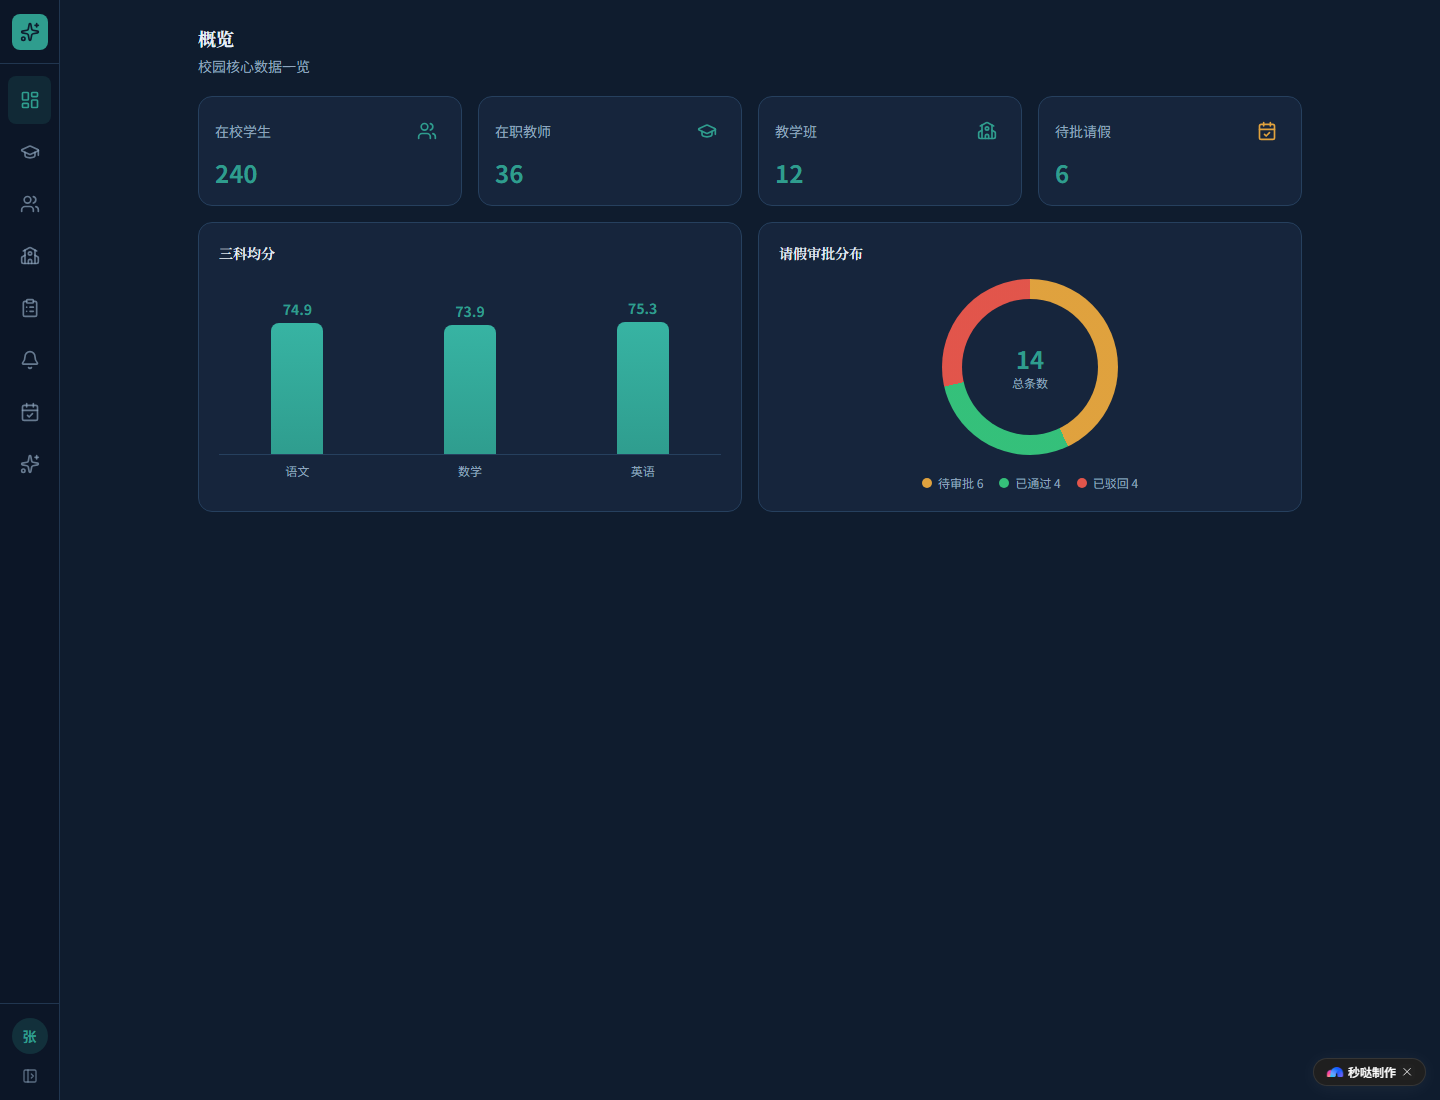 概览
校园核心数据一览
在校学生
240
在职教师
36
教学班
12
待批请假
6
三科均分
74.9
73.9
75.3
语文
数学
英语
请假审批分布
14
总条数
待审批 6
已通过 4
已驳回 4
张
秒哒制作